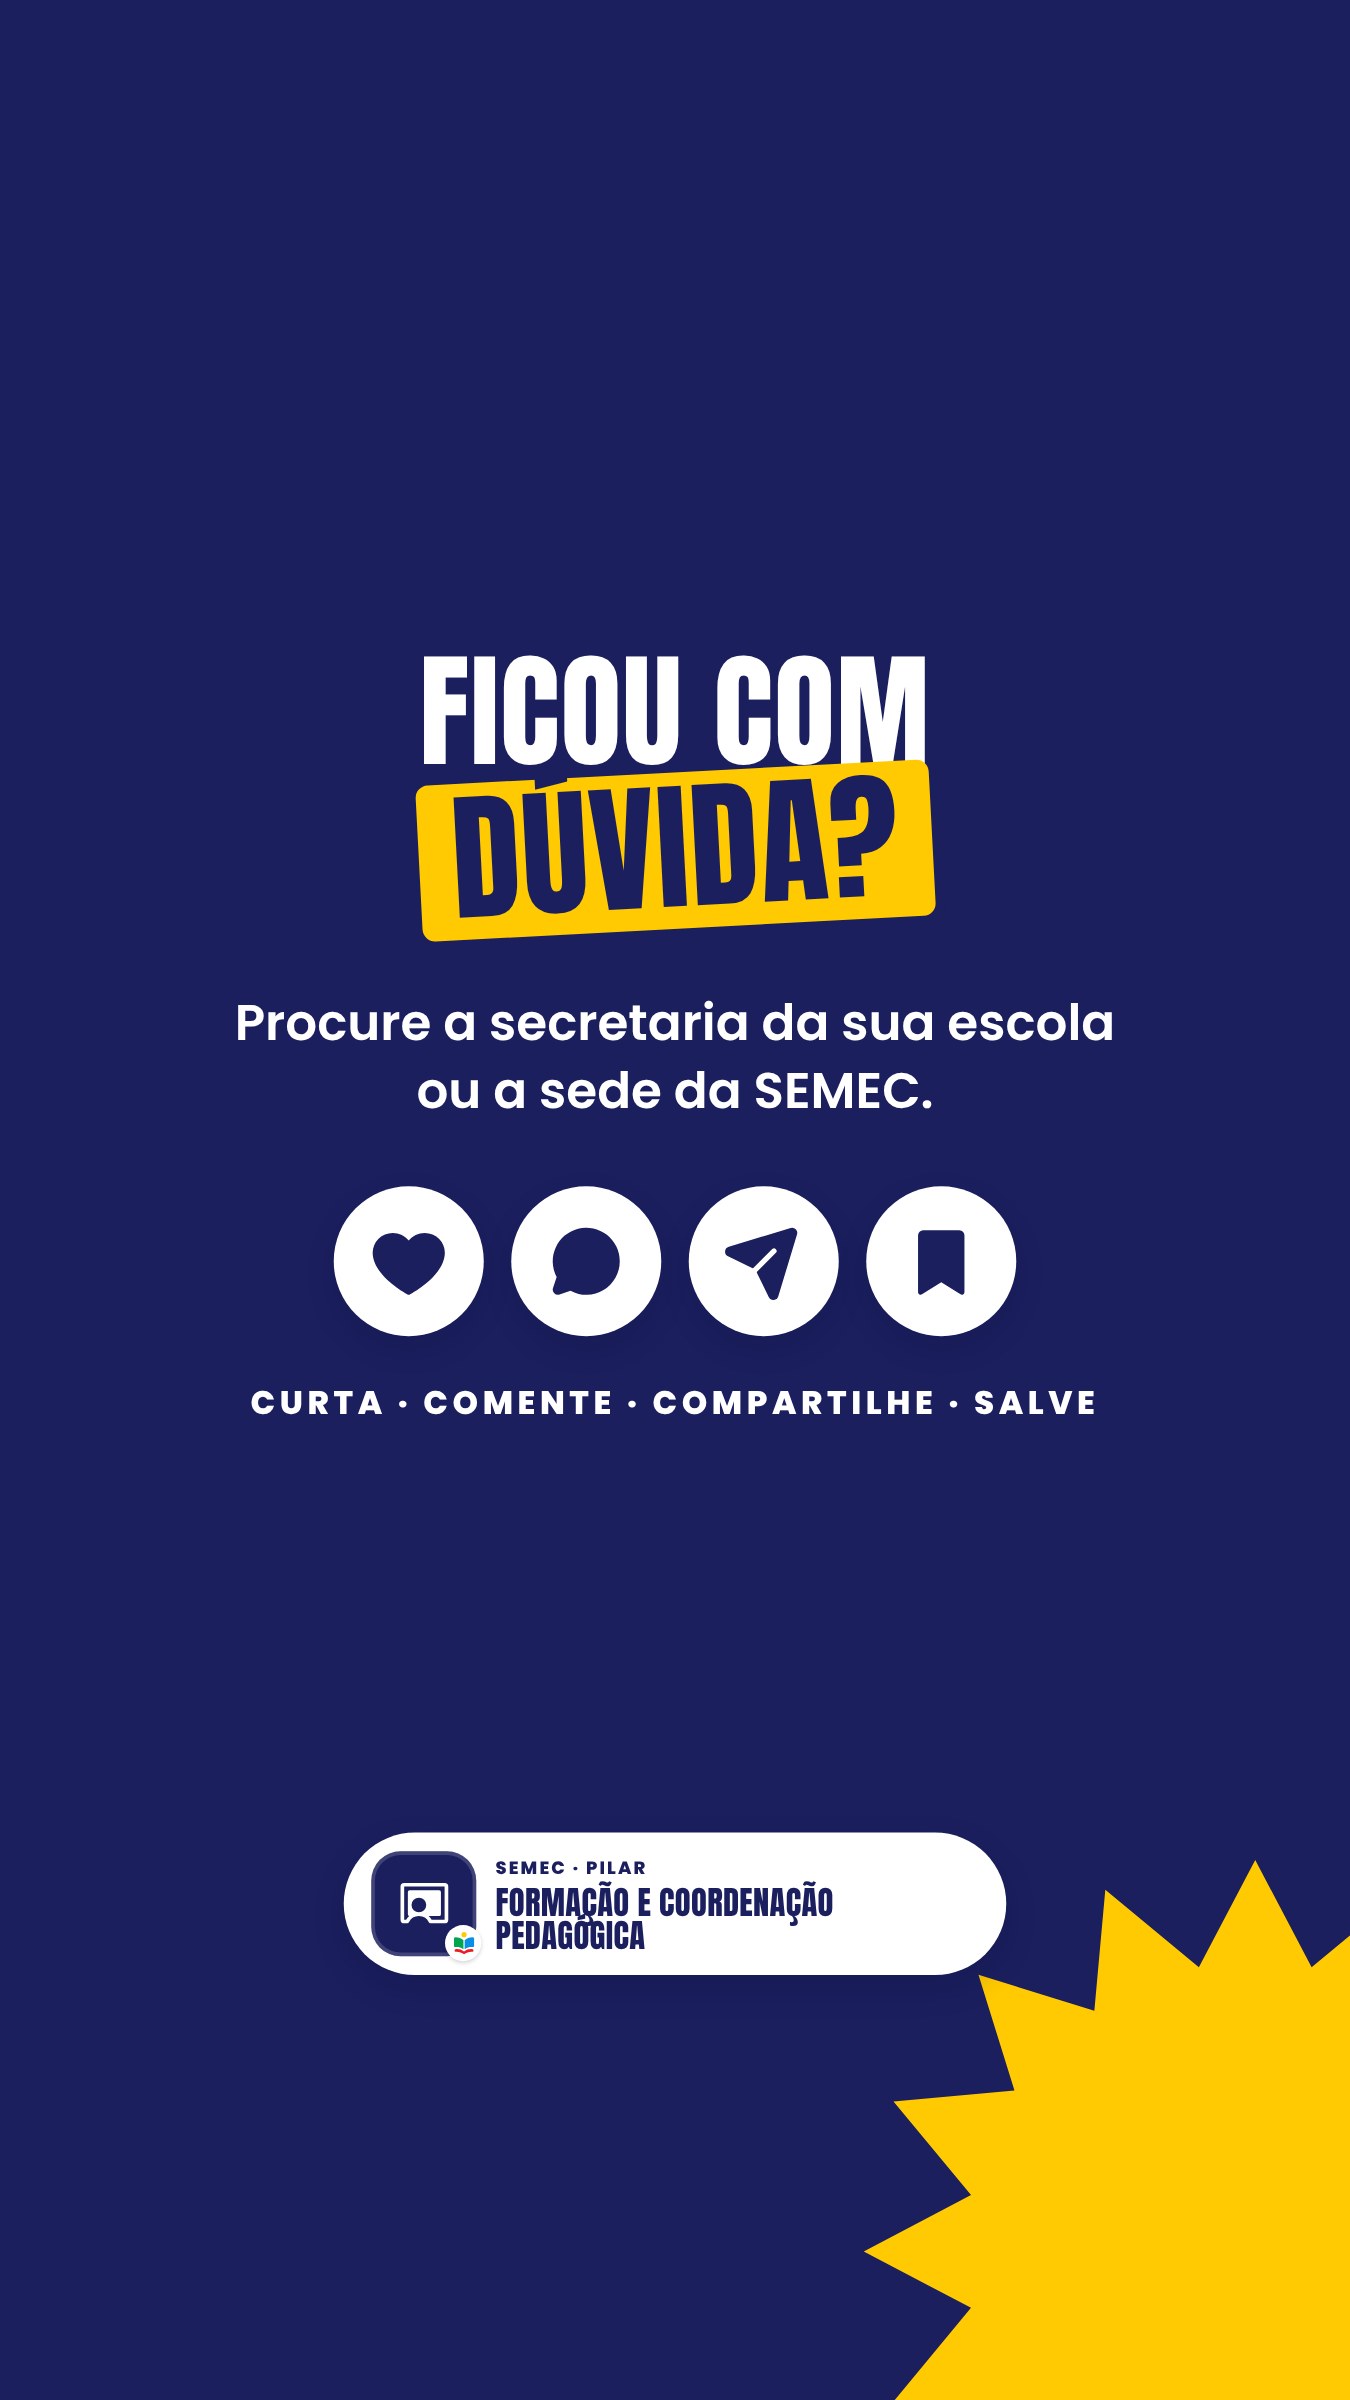 FICOU COM
DÚVIDA?
Procure a secretaria da sua escola
ou a sede da SEMEC.
CURTA · COMENTE · COMPARTILHE · SALVE
SEMEC · PILAR
FORMAÇÃO E COORDENAÇÃO
PEDAGÓGICA